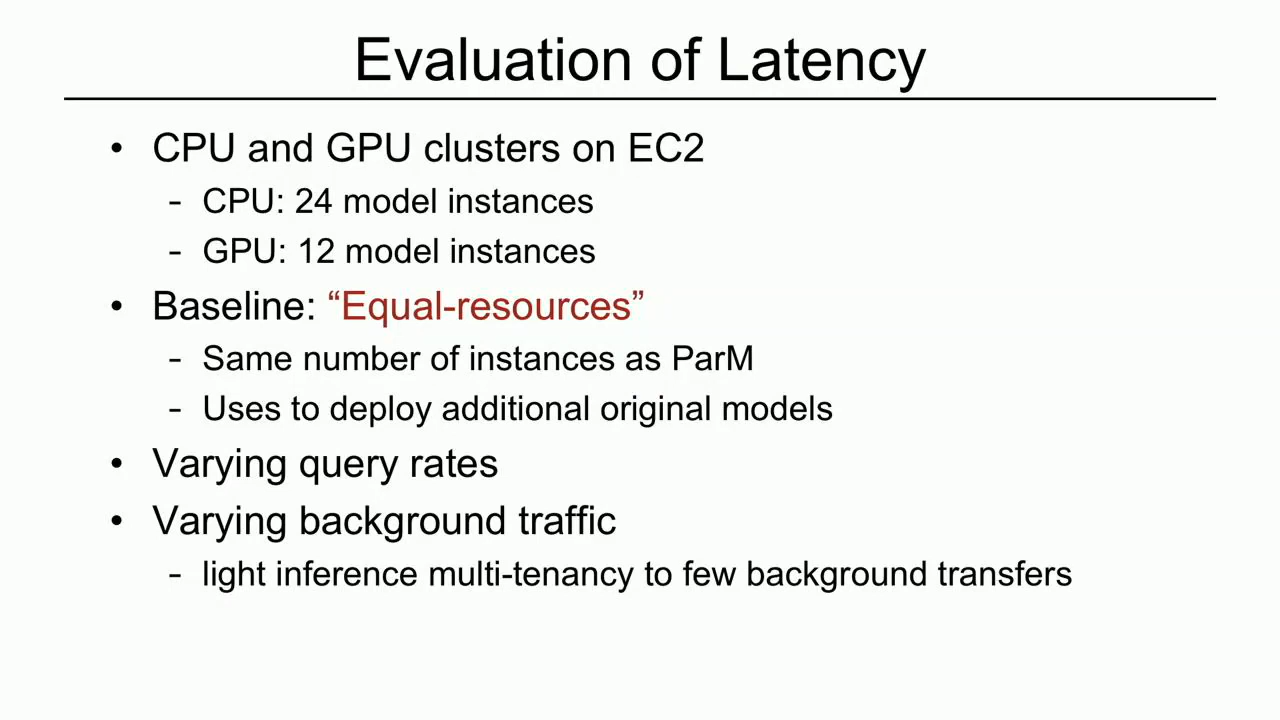 Evaluation of Latency
• CPU and GPU clusters on EC2
- CPU: 24 model instances
- GPU: 12 model instances
• Baseline: “Equal-resources”
- Same number of instances as ParM
- Uses to deploy additional original models
• Varying query rates
• Varying background traffic
- light inference multi-tenancy to few background transfers